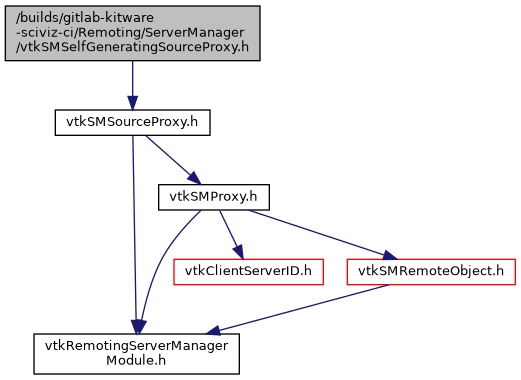 /builds/gitlab-kitware
-sciviz-ci/Remoting/ServerManager
/vtkSMSelfGeneratingSourceProxy.h
vtkSMSourceProxy.h
vtkSMProxy.h
vtkClientServerID.h
vtkSMRemoteObject.h
vtkRemotingServerManager
Module.h